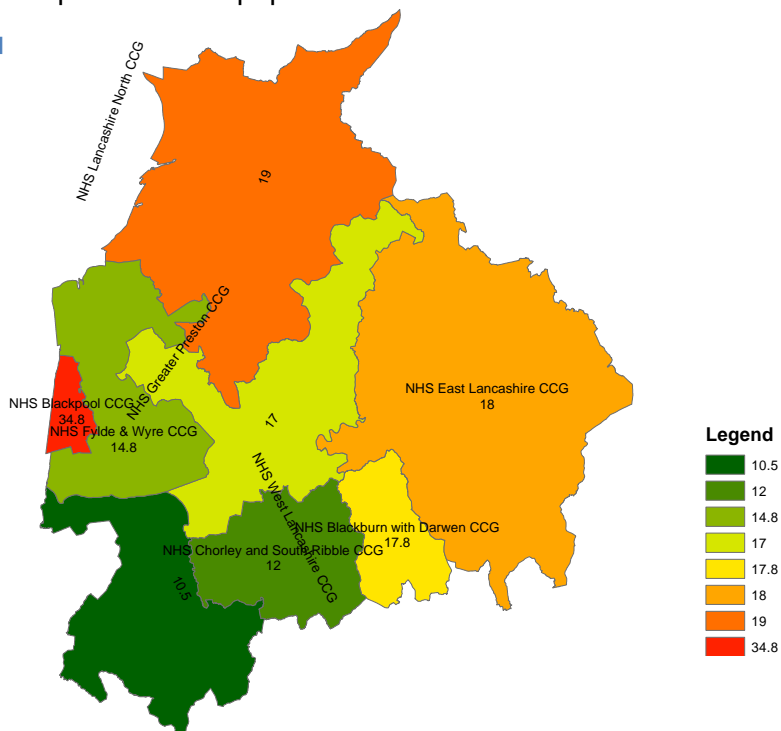 NHS Lancashire North CCG
19
NHS Greater Preston CCG
17
NHS East Lancashire CCG
18
NHS Blackpool CCG
34.8
NHS Fylde & Wyre CCG
14.8
NHS West Lancashire CCG
10.5
NHS Blackburn with Darwen CCG
17.8
NHS Chorley and South Ribble CCG
12
Legend
10.5
12
14.8
17
17.8
18
19
34.8